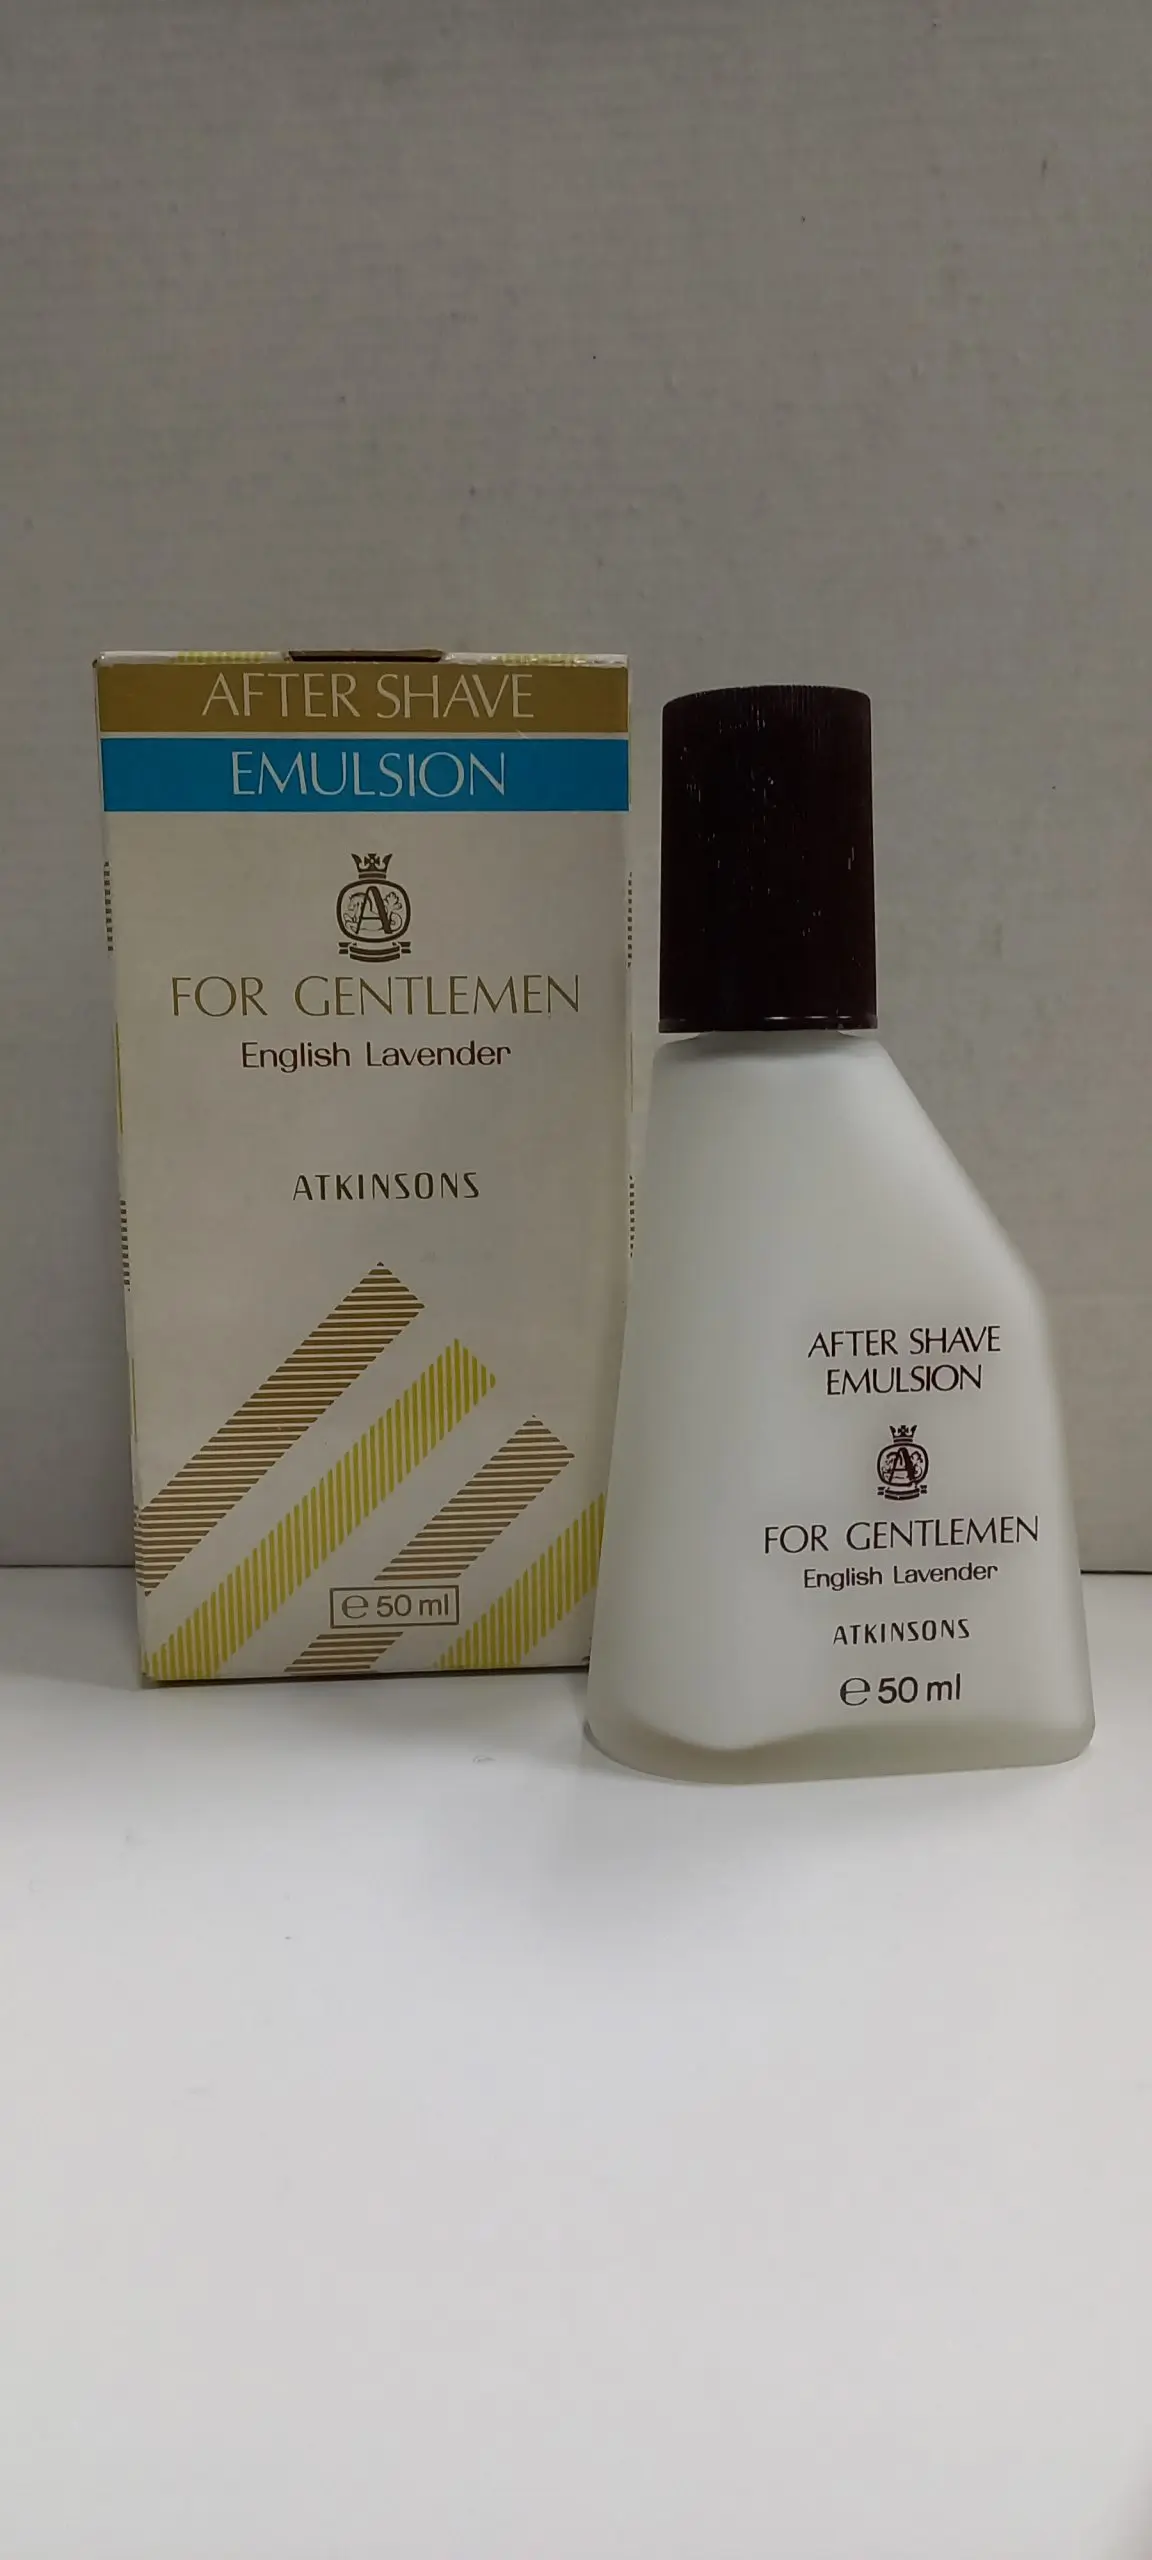 AFTER SHAVE
EMULSION
A
FOR GENTLEMEN
English Lavender
ATKINSONS
℮ 50 ml
AFTER SHAVE
EMULSION
A
FOR GENTLEMEN
English Lavender
ATKINSONS
℮ 50 ml